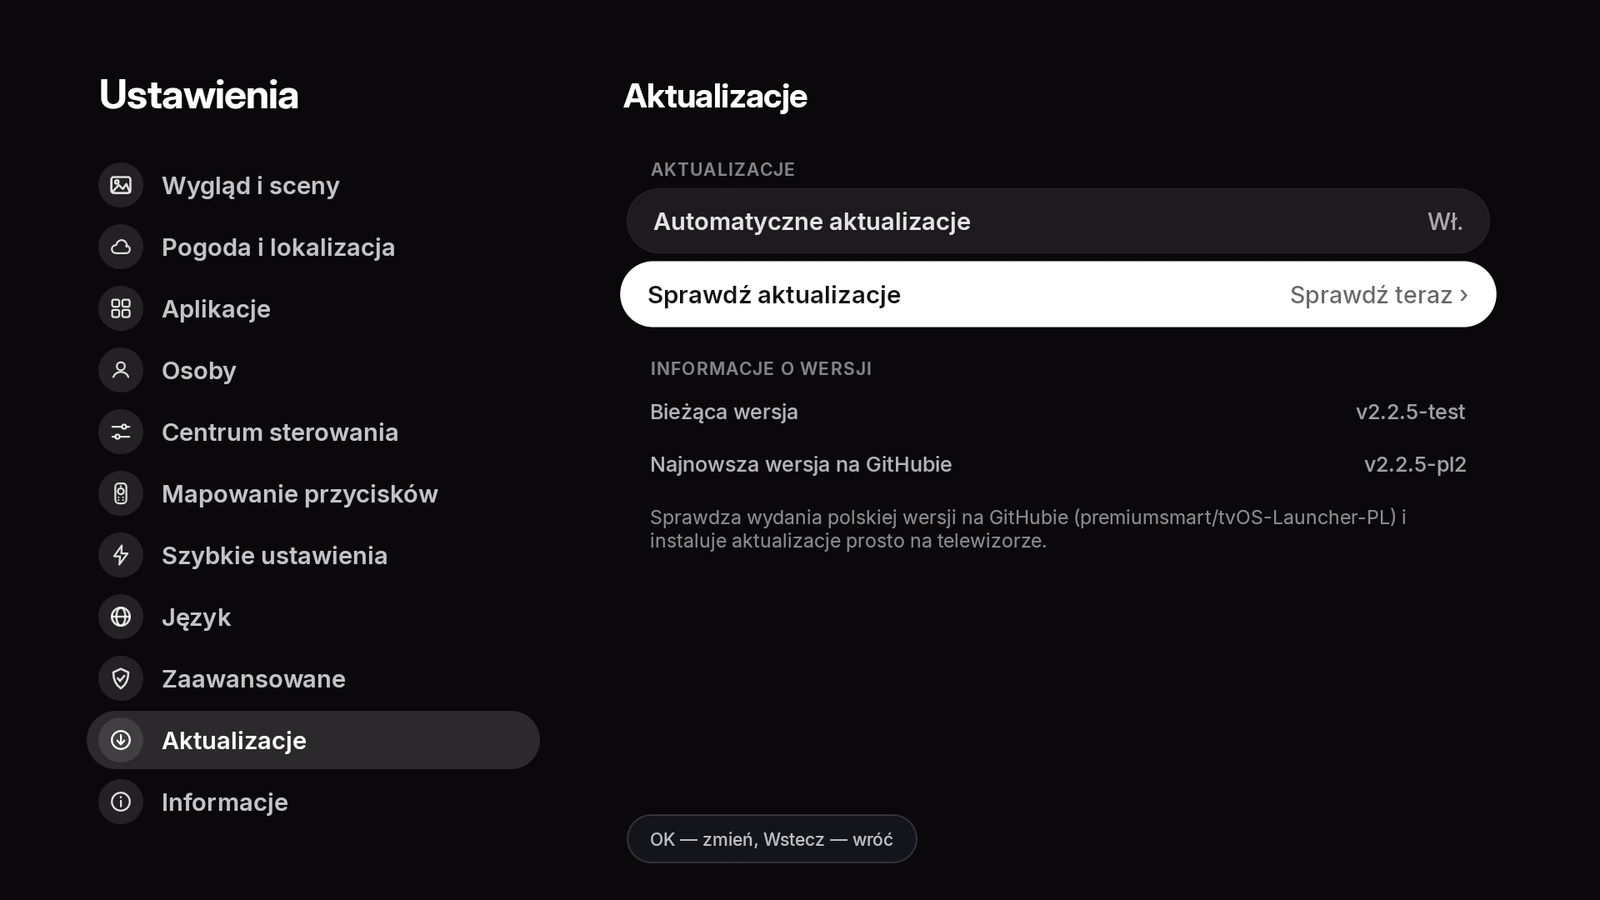 Ustawienia
Wygląd i sceny
Pogoda i lokalizacja
Aplikacje
Osoby
Centrum sterowania
Mapowanie przycisków
Szybkie ustawienia
Język
Zaawansowane
Aktualizacje
Informacje
Aktualizacje
AKTUALIZACJE
Automatyczne aktualizacje Wł.
Sprawdź aktualizacje Sprawdź teraz ›
INFORMACJE O WERSJI
Bieżąca wersja v2.2.5-test
Najnowsza wersja na GitHubie v2.2.5-pl2
Sprawdza wydania polskiej wersji na GitHubie (premiumsmart/tvOS-Launcher-PL) i
instaluje aktualizacje prosto na telewizorze.
OK — zmień, Wstecz — wróć